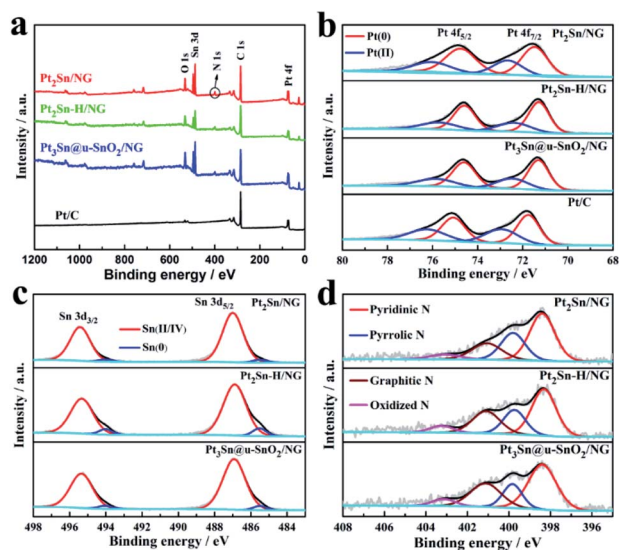 a
O 1s
Sn 3d
N 1s
C 1s
Pt 4f
Pt₂Sn/NG
Pt₂Sn-H/NG
Pt₃Sn@u-SnO₂/NG
Pt/C
Intensity / a.u.
1200 1000 800 600 400 200 0
Binding energy / eV
b
Pt(0)
Pt(II)
Pt 4f₅/₂
Pt 4f₇/₂
Pt₂Sn/NG
Pt₂Sn-H/NG
Pt₃Sn@u-SnO₂/NG
Pt/C
Intensity / a.u.
80 78 76 74 72 70 68
Binding energy / eV
c
Sn 3d₃/₂
Sn 3d₅/₂
Pt₂Sn/NG
Sn(II/IV)
Sn(0)
Pt₂Sn-H/NG
Pt₃Sn@u-SnO₂/NG
Intensity / a.u.
498 496 494 492 490 488 486 484
Binding energy / eV
d
Pt₂Sn/NG
Pyridinic N
Pyrrolic N
Pt₂Sn-H/NG
Graphitic N
Oxidized N
Pt₃Sn@u-SnO₂/NG
Intensity / a.u.
408 406 404 402 400 398 396
Binding energy / eV